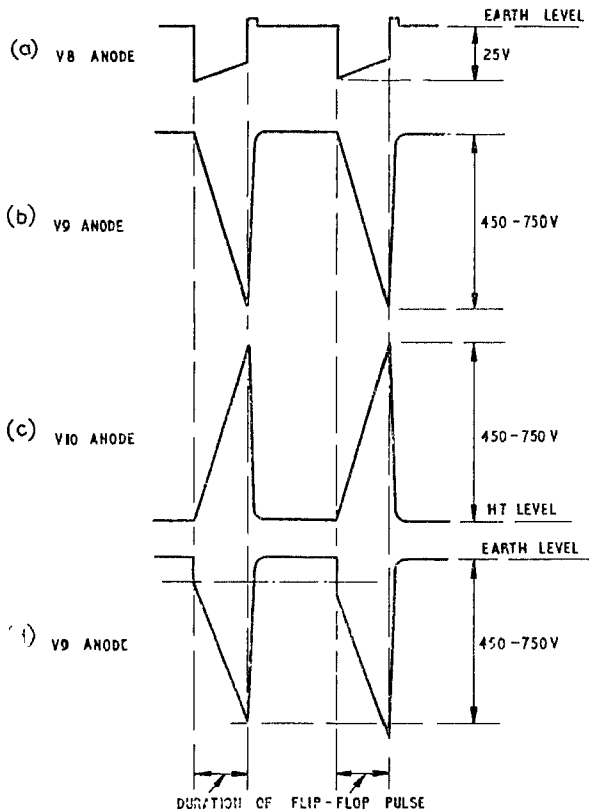 EARTH LEVEL
(a) V8 ANODE
25V
(b) V9 ANODE
450-750V
(c) V10 ANODE
450-750V
HT LEVEL
EARTH LEVEL
(d) V9 ANODE
450-750V
DURATION OF FLIP-FLOP PULSE